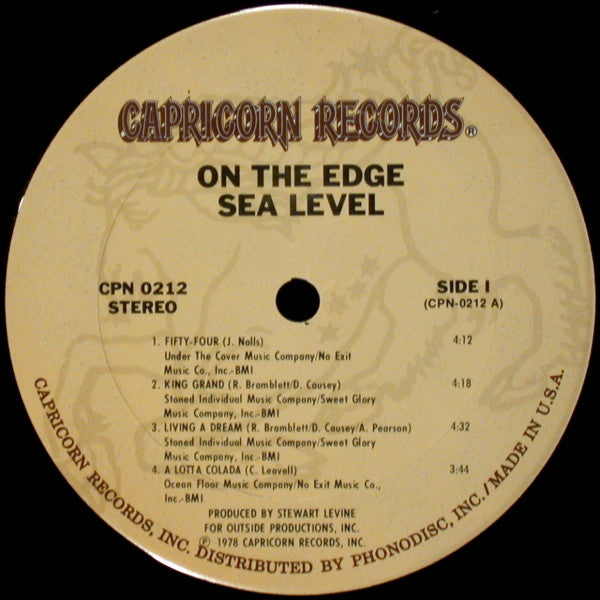 CAPRICORN RECORDS®
ON THE EDGE
SEA LEVEL
CPN 0212
STEREO
SIDE I
(CPN-0212 A)
1. FIFTY-FOUR (J. Nalls) 4:12
Under The Cover Music Company/No Exit
Music Co., Inc.-BMI
2. KING GRAND (R. Bramblett/D. Causey) 4:18
Stoned Individual Music Company/Sweet Glory
Music Company, Inc.-BMI
3. LIVING A DREAM (R. Bramblett/D. Causey/A. Pearson) 4:32
Stoned Individual Music Company/Sweet Glory
Music Company, Inc.-BMI
4. A LOTTA COLADA (C. Leavell) 3:44
Ocean Floor Music Company/No Exit Music Co.,
Inc.-BMI
PRODUCED BY STEWART LEVINE
FOR OUTSIDE PRODUCTIONS, INC.
℗ 1978 CAPRICORN RECORDS, INC.
CAPRICORN RECORDS, INC. DISTRIBUTED BY PHONODISC, INC./MADE IN U.S.A.